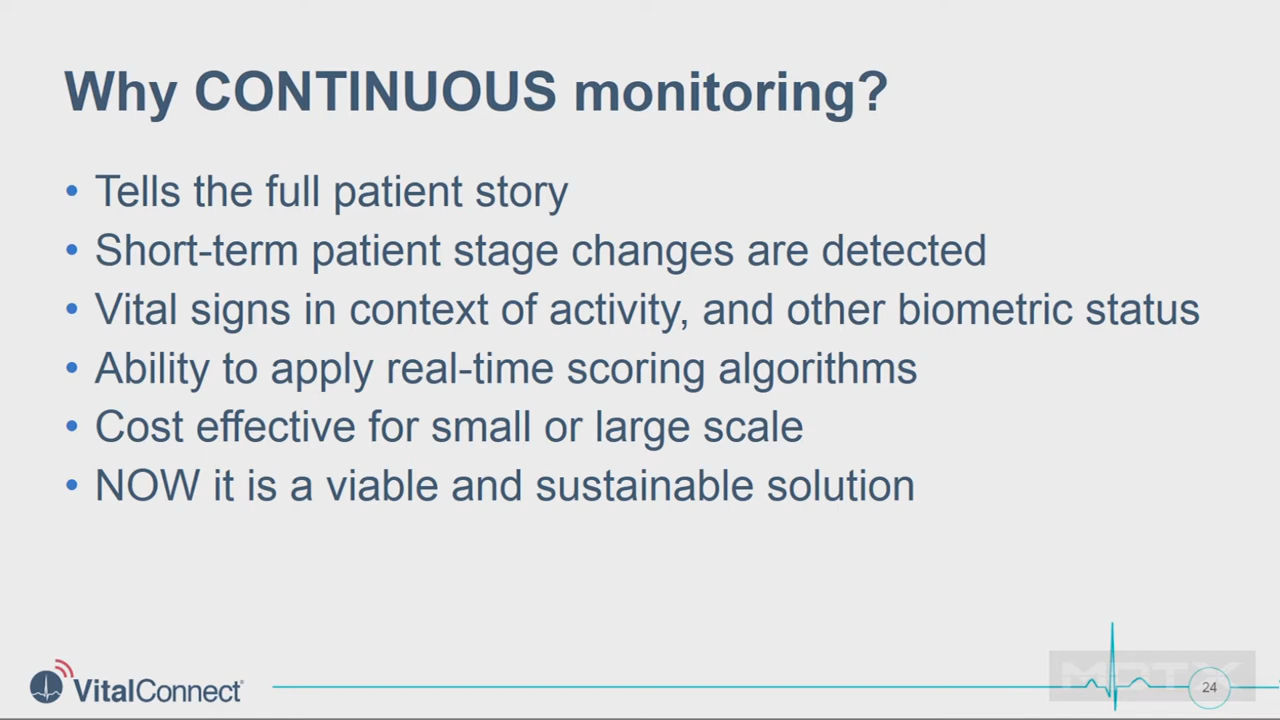 Why CONTINUOUS monitoring?
• Tells the full patient story
• Short-term patient stage changes are detected
• Vital signs in context of activity, and other biometric status
• Ability to apply real-time scoring algorithms
• Cost effective for small or large scale
• NOW it is a viable and sustainable solution
VitalConnect
MDTX
24